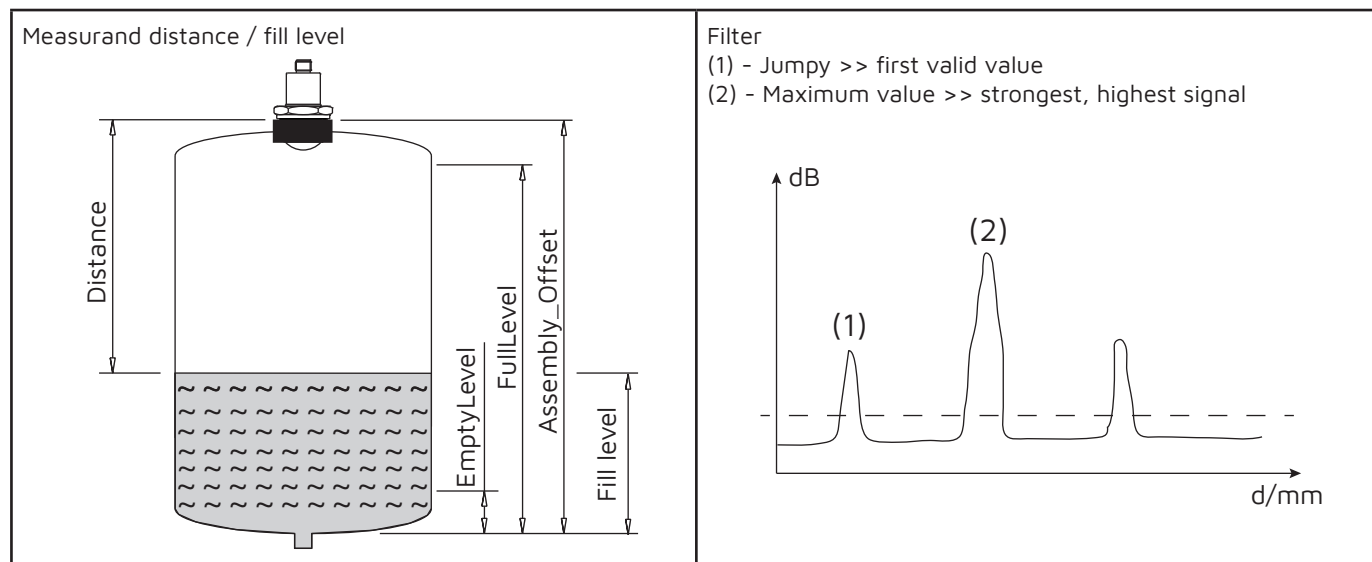 Measurand distance / fill level
Distance
EmptyLevel
FullLevel
Assembly_Offset
Fill level
Filter
(1) - Jumpy >> first valid value
(2) - Maximum value >> strongest, highest signal
dB
(2)
(1)
d/mm